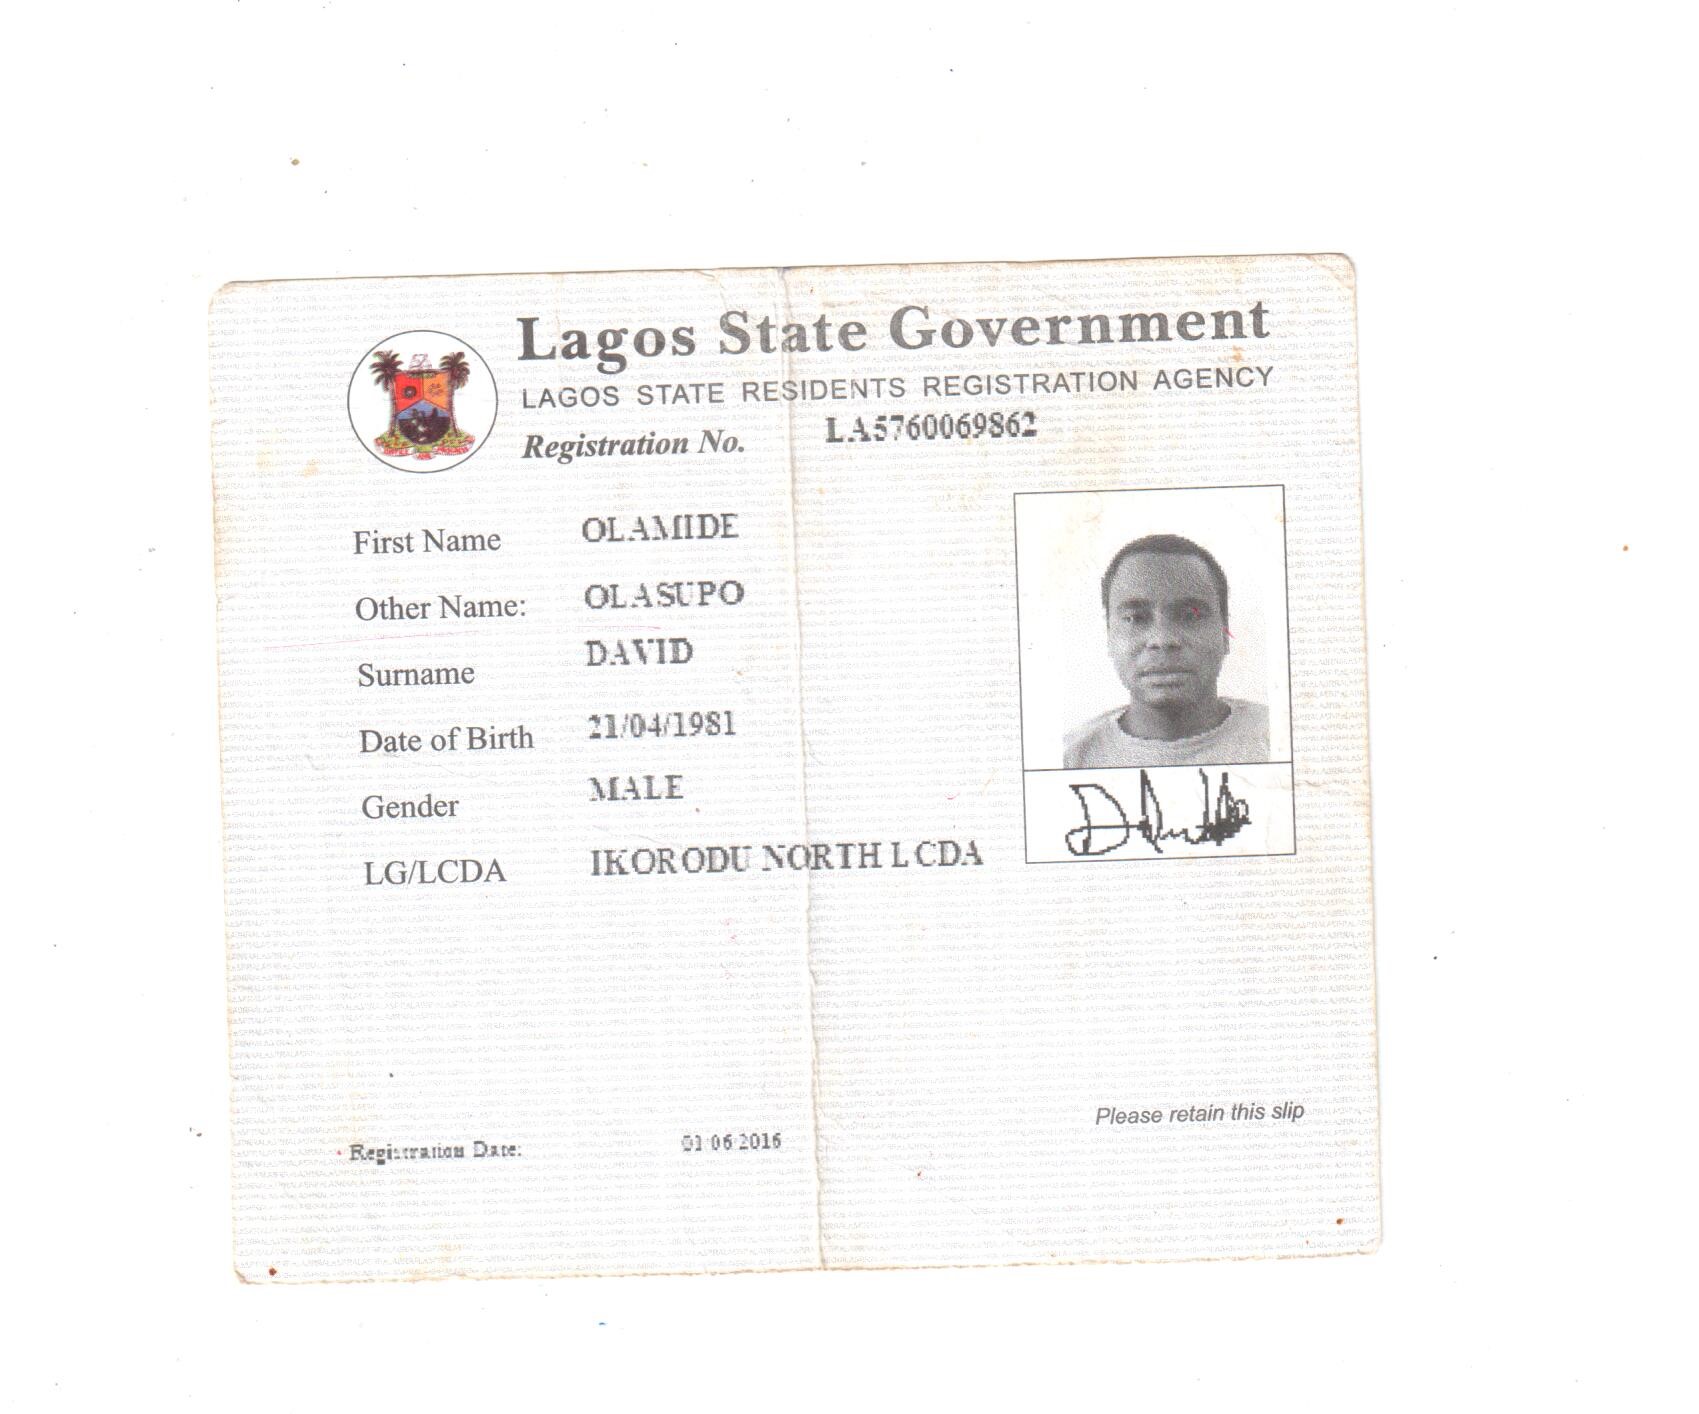 Lagos State Government
LAGOS STATE RESIDENTS REGISTRATION AGENCY
Registration No. LA5760069862
First Name OLAMIDE
Other Name: OLASUPO
Surname DAVID
Date of Birth 21/04/1981
Gender MALE
LG/LCDA IKORODU NORTH LCDA
Please retain this slip
Registration Date: 01 06 2016